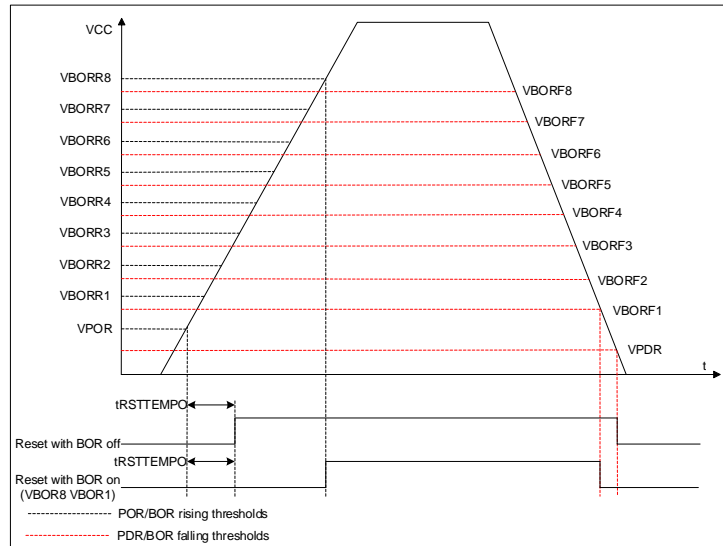 VCC
VBORR8
VBORF8
VBORR7
VBORF7
VBORR6
VBORF6
VBORR5
VBORF5
VBORR4
VBORF4
VBORR3
VBORF3
VBORR2
VBORF2
VBORR1
VBORF1
VPOR
VPDR
t
tRSTTEMPO
Reset with BOR off
tRSTTEMPO
Reset with BOR on
(VBOR8 VBOR1)
POR/BOR rising thresholds
PDR/BOR falling thresholds